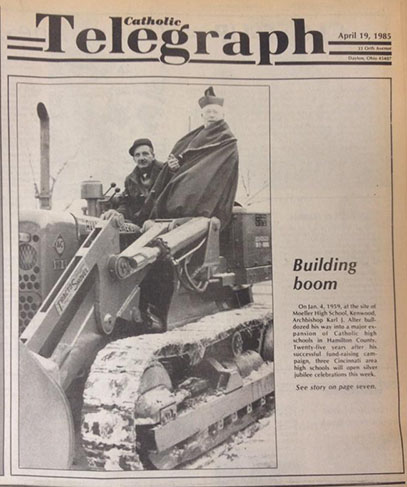 Catholic
Telegraph
April 19, 1985
Dayton, Ohio
Building
boom
On Jan. 4, 1959, at the site of
Moeller High School, Kenwood,
Archbishop Karl J. Alter bull-
dozed his way into a major ex-
pansion of Catholic high
schools in Hamilton County.
Twenty-five years after his
successful fund-raising cam-
paign, three Cincinnati area
high schools will open silver
jubilee celebrations this week.
See story on page seven.